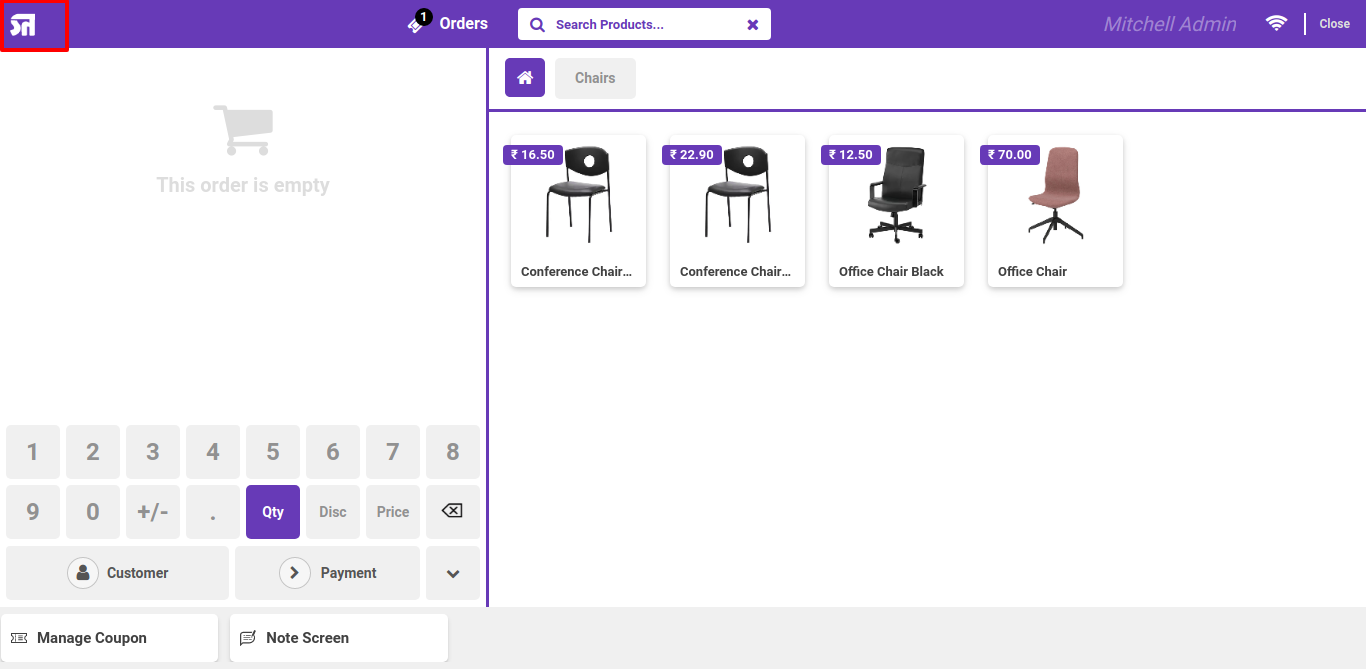 1
Orders
Search Products...
Mitchell Admin
Close
This order is empty
Chairs
₹ 16.50
₹ 22.90
₹ 12.50
₹ 70.00
Conference Chair...
Conference Chair...
Office Chair Black
Office Chair
1 2 3 4 5 6 7 8
9 0 +/- . Qty Disc Price
Customer
Payment
Manage Coupon
Note Screen